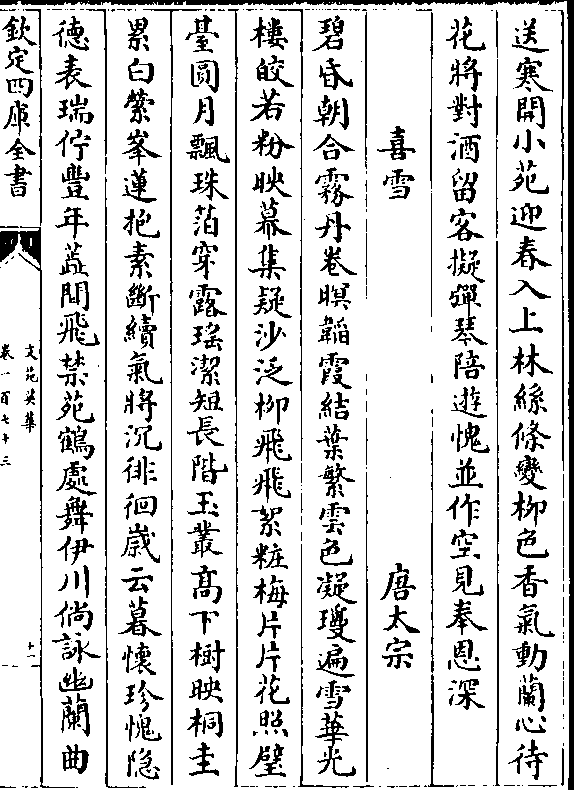 送寒開小苑迎春入上林絲條變柳色香氣動蘭心待
花將對酒留客擬彈琴陪遊愧並作空見奉恩深
喜雪　唐太宗
碧昏朝合霧丹卷暝韜霞結葉繁雲色凝瓊遍雪華光
樓皎若粉映幕集疑沙泛柳飛飛絮粧梅片片花照璧
臺圓月飄珠箔穿露瑤潔短長階玉叢髙下樹映桐圭
累白縈峯蓮抱素斷續氣將沉徘徊歲云暮懷珍愧隐
德表瑞佇豐年蘂間飛禁苑鶴處舞伊川倘詠幽蘭曲
欽定四庫全書
文苑英華
卷一百七十三
十一